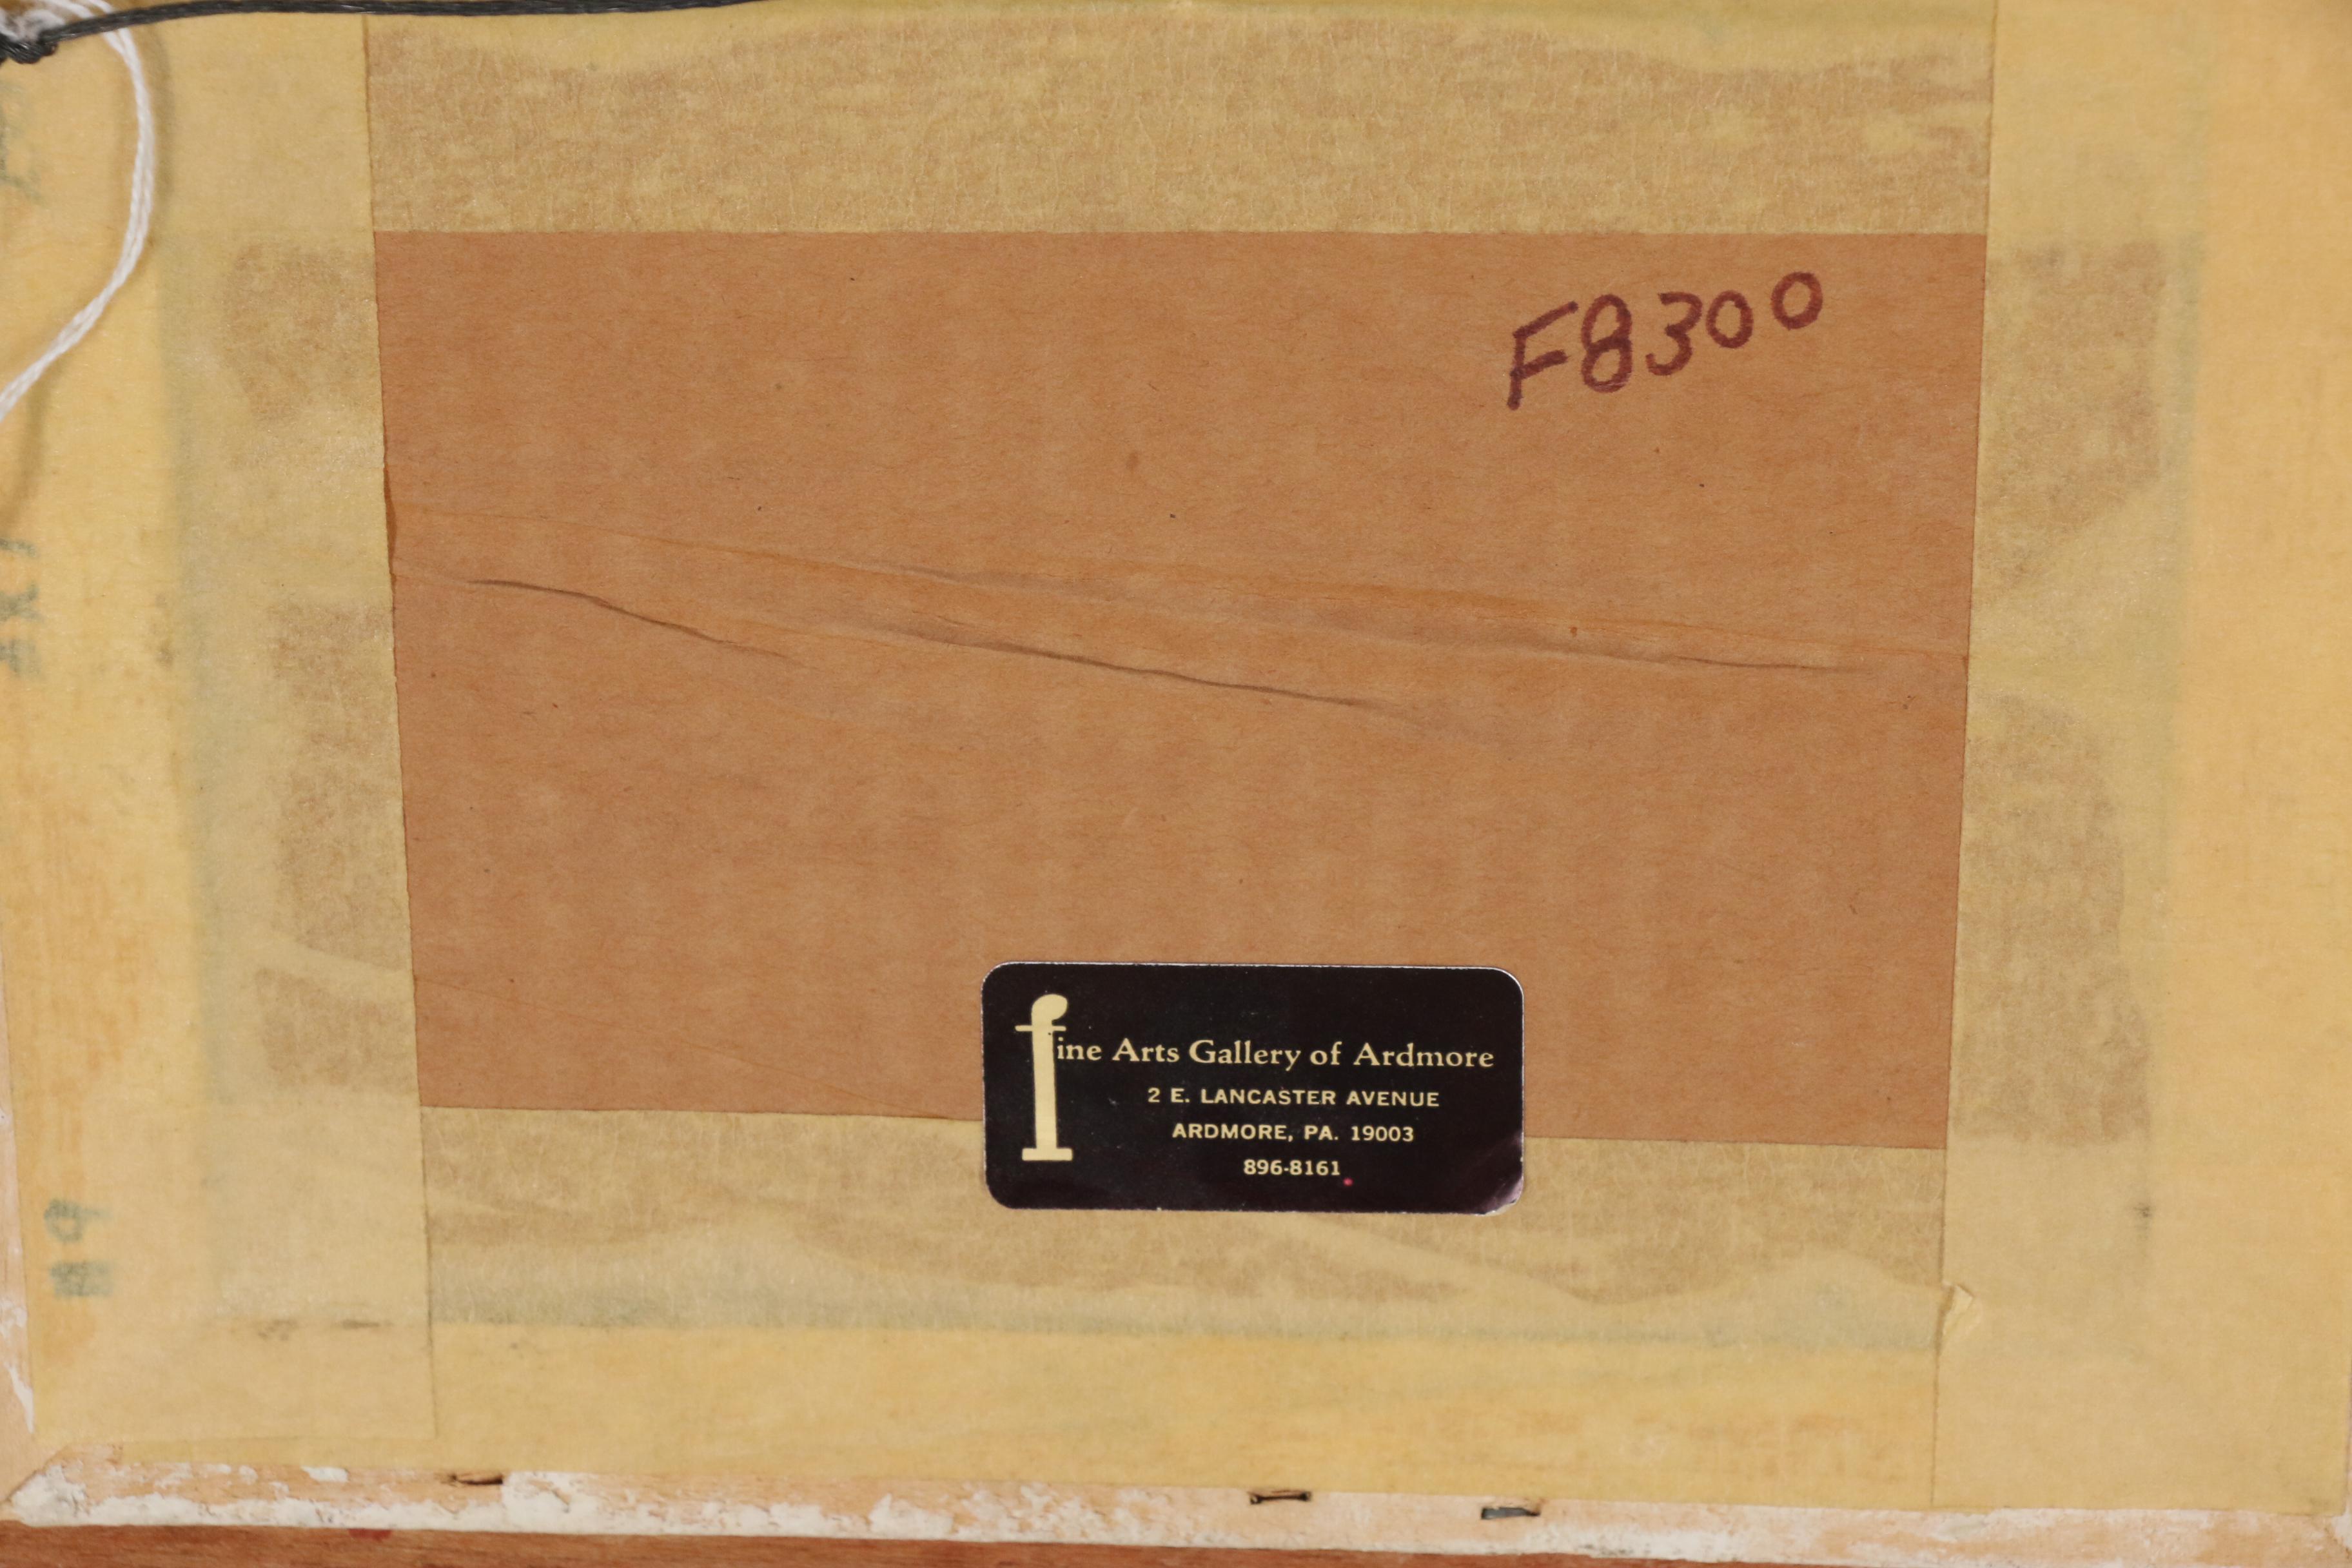 F8300
fine Arts Gallery of Ardmore
2 E. LANCASTER AVENUE
ARDMORE, PA. 19003
896-8161